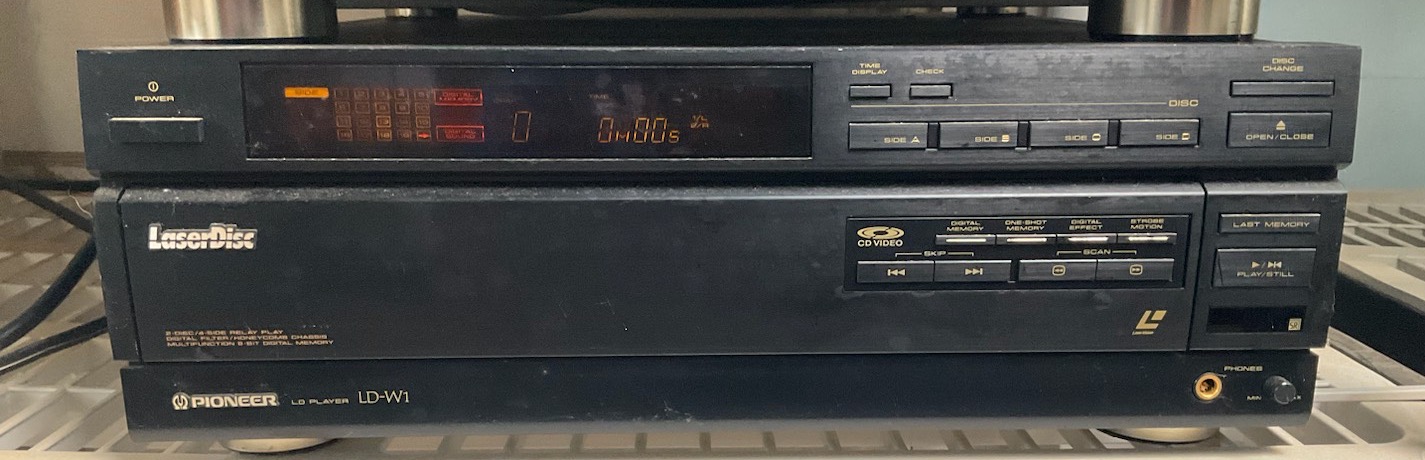 POWER
SIDE
DIGITAL MEMORY
DIGITAL SOUND
TIME
0
0M00S
TIME DISPLAY
CHECK
DISC
SIDE A
SIDE B
SIDE C
SIDE D
DISC CHANGE
OPEN/CLOSE
LaserDisc
CD VIDEO
DIGITAL MEMORY
ONE-SHOT MEMORY
DIGITAL EFFECT
STROBE MOTION
SKIP
SCAN
LAST MEMORY
PLAY/STILL
SR
2-DISC/4-SIDE RELAY PLAY
DIGITAL FILTER/HONEYCOMB CHASSIS
MULTIFUNCTION 8-BIT DIGITAL MEMORY
PIONEER LD PLAYER LD-W1
PHONES
MIN